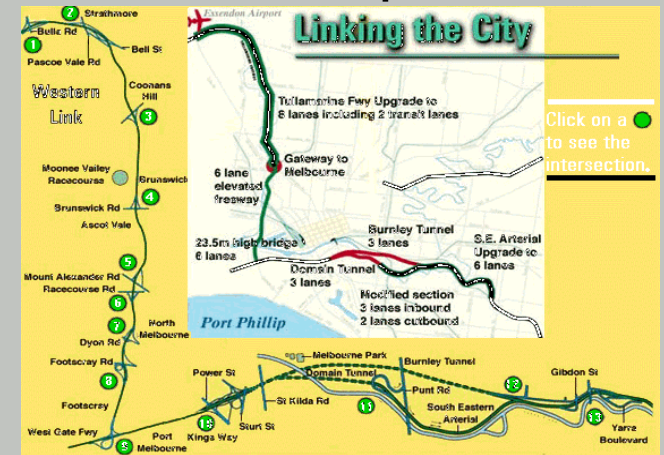 Linking the City
Essendon Airport
Tullamarine Fwy Upgrade to
8 lanes including 2 transit lanes
Gateway to
Melbourne
6 lane
elevated
freeway
23.5m high bridge
6 lanes
Burnley Tunnel
3 lanes
S.E. Arterial
Upgrade to
6 lanes
Domain Tunnel
3 lanes
Modified section
3 lanes inbound
2 lanes outbound
Port Phillip
Click on a
to see the
intersection.
2
Strathmore
1
Bulla Rd
Bell St
Pascoe Vale Rd
Western
Link
Coonans
Hill
3
Moonee Valley
Racecourse
Brunswick
4
Brunswick Rd
Ascot Vale
5
Mount Alexander Rd
Racecourse Rd
6
7
North
Melbourne
Dyon Rd
Footscray Rd
8
Footscray
West Gate Fwy
9
Port
Melbourne
Power St
10
Kings Way
Sturt St
St Kilda Rd
Melbourne Park
Domain Tunnel
Burnley Tunnel
11
Punt Rd
South Eastern
Arterial
12
Gibdon St
13
Yarra
Boulevard